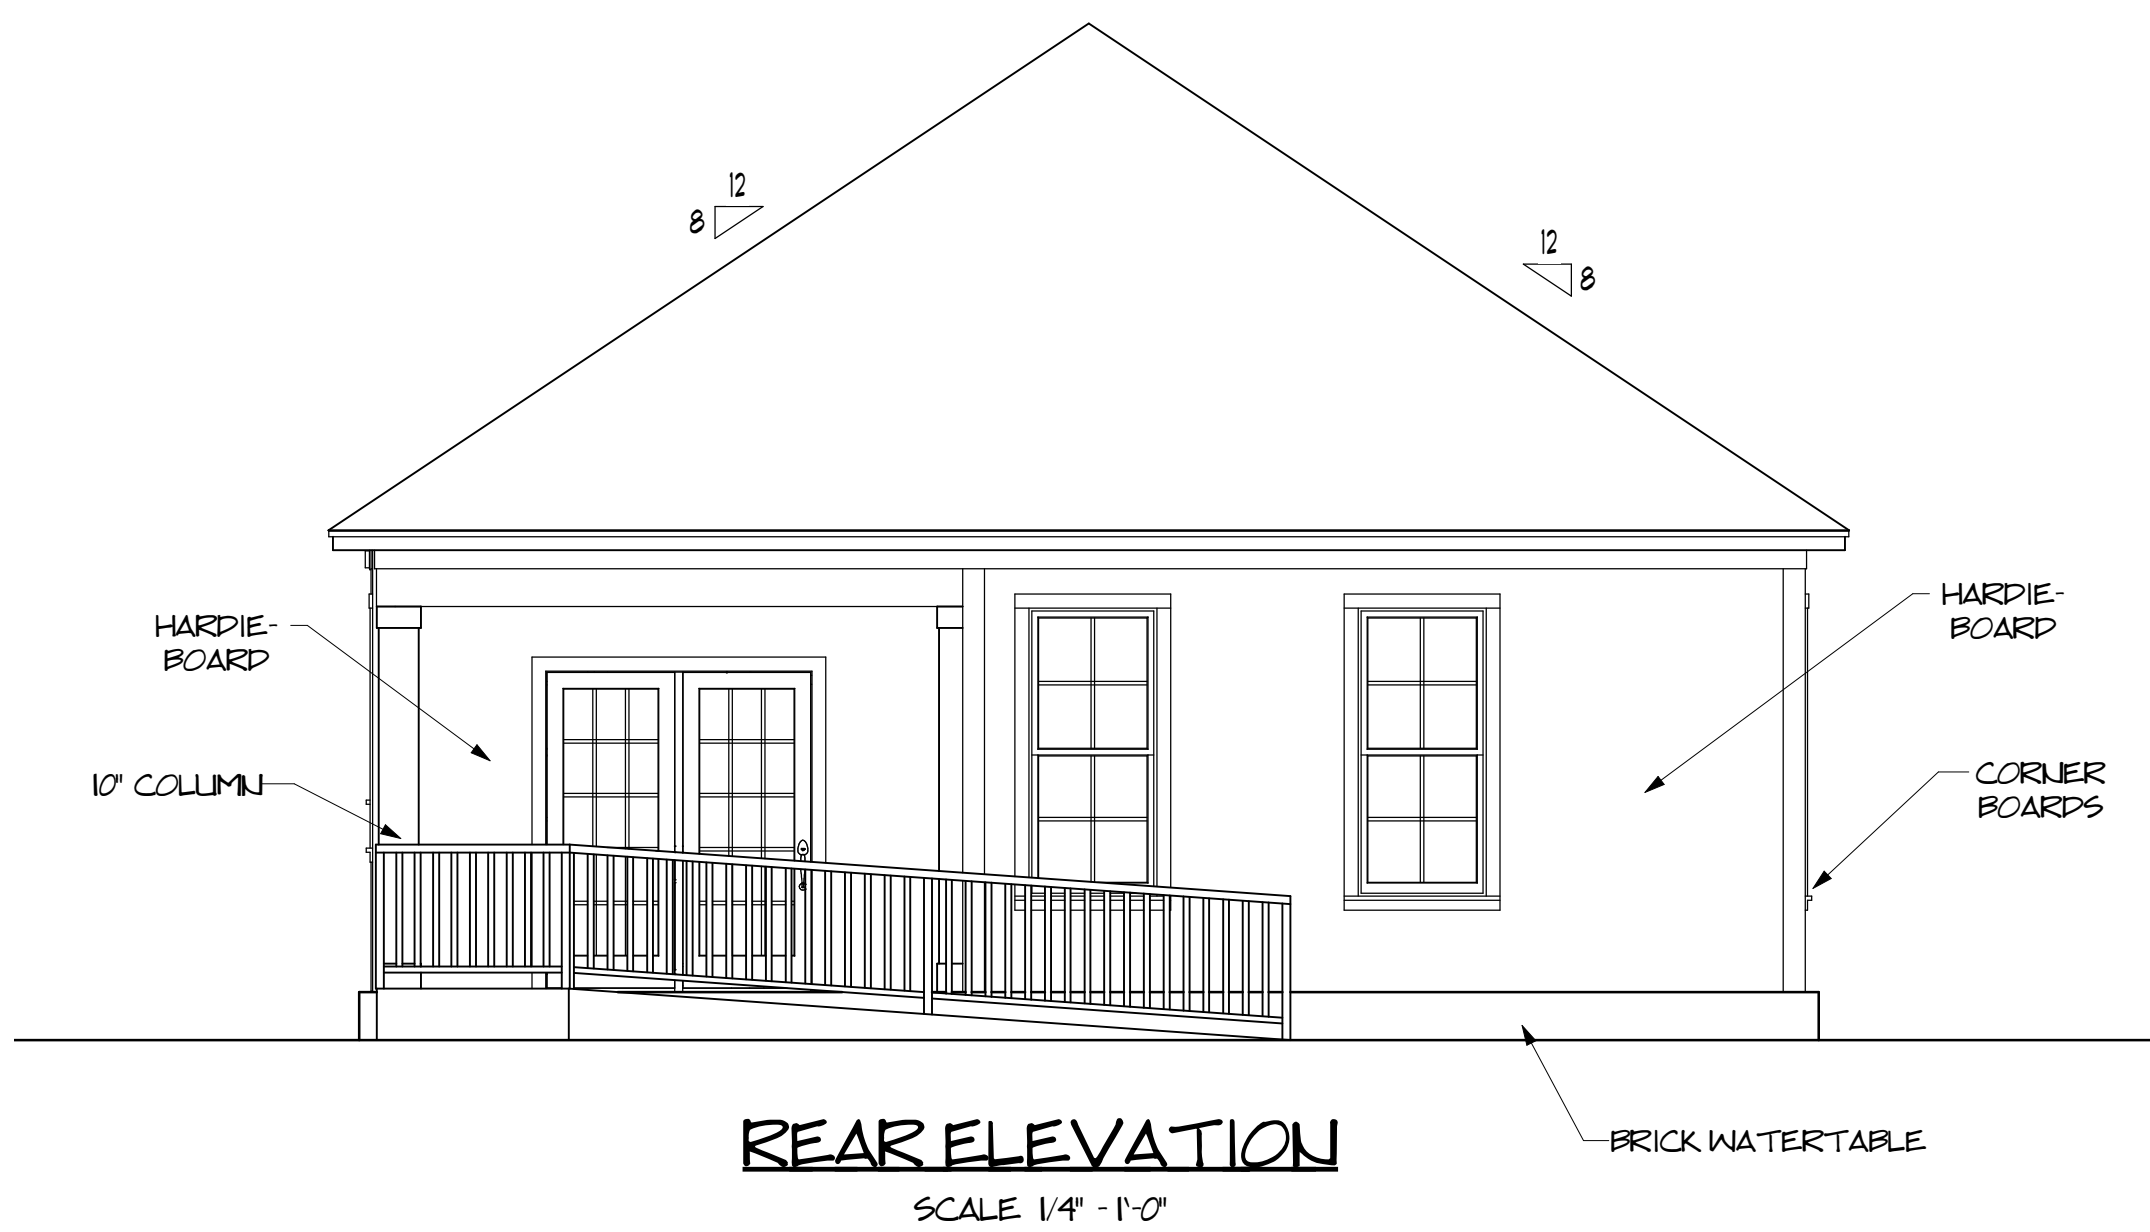 12
8
12
8
HARDIE-
BOARD
HARDIE-
BOARD
10" COLUMN
CORNER
BOARDS
BRICK WATERTABLE
REAR ELEVATION
SCALE 1/4" - 1'-0"